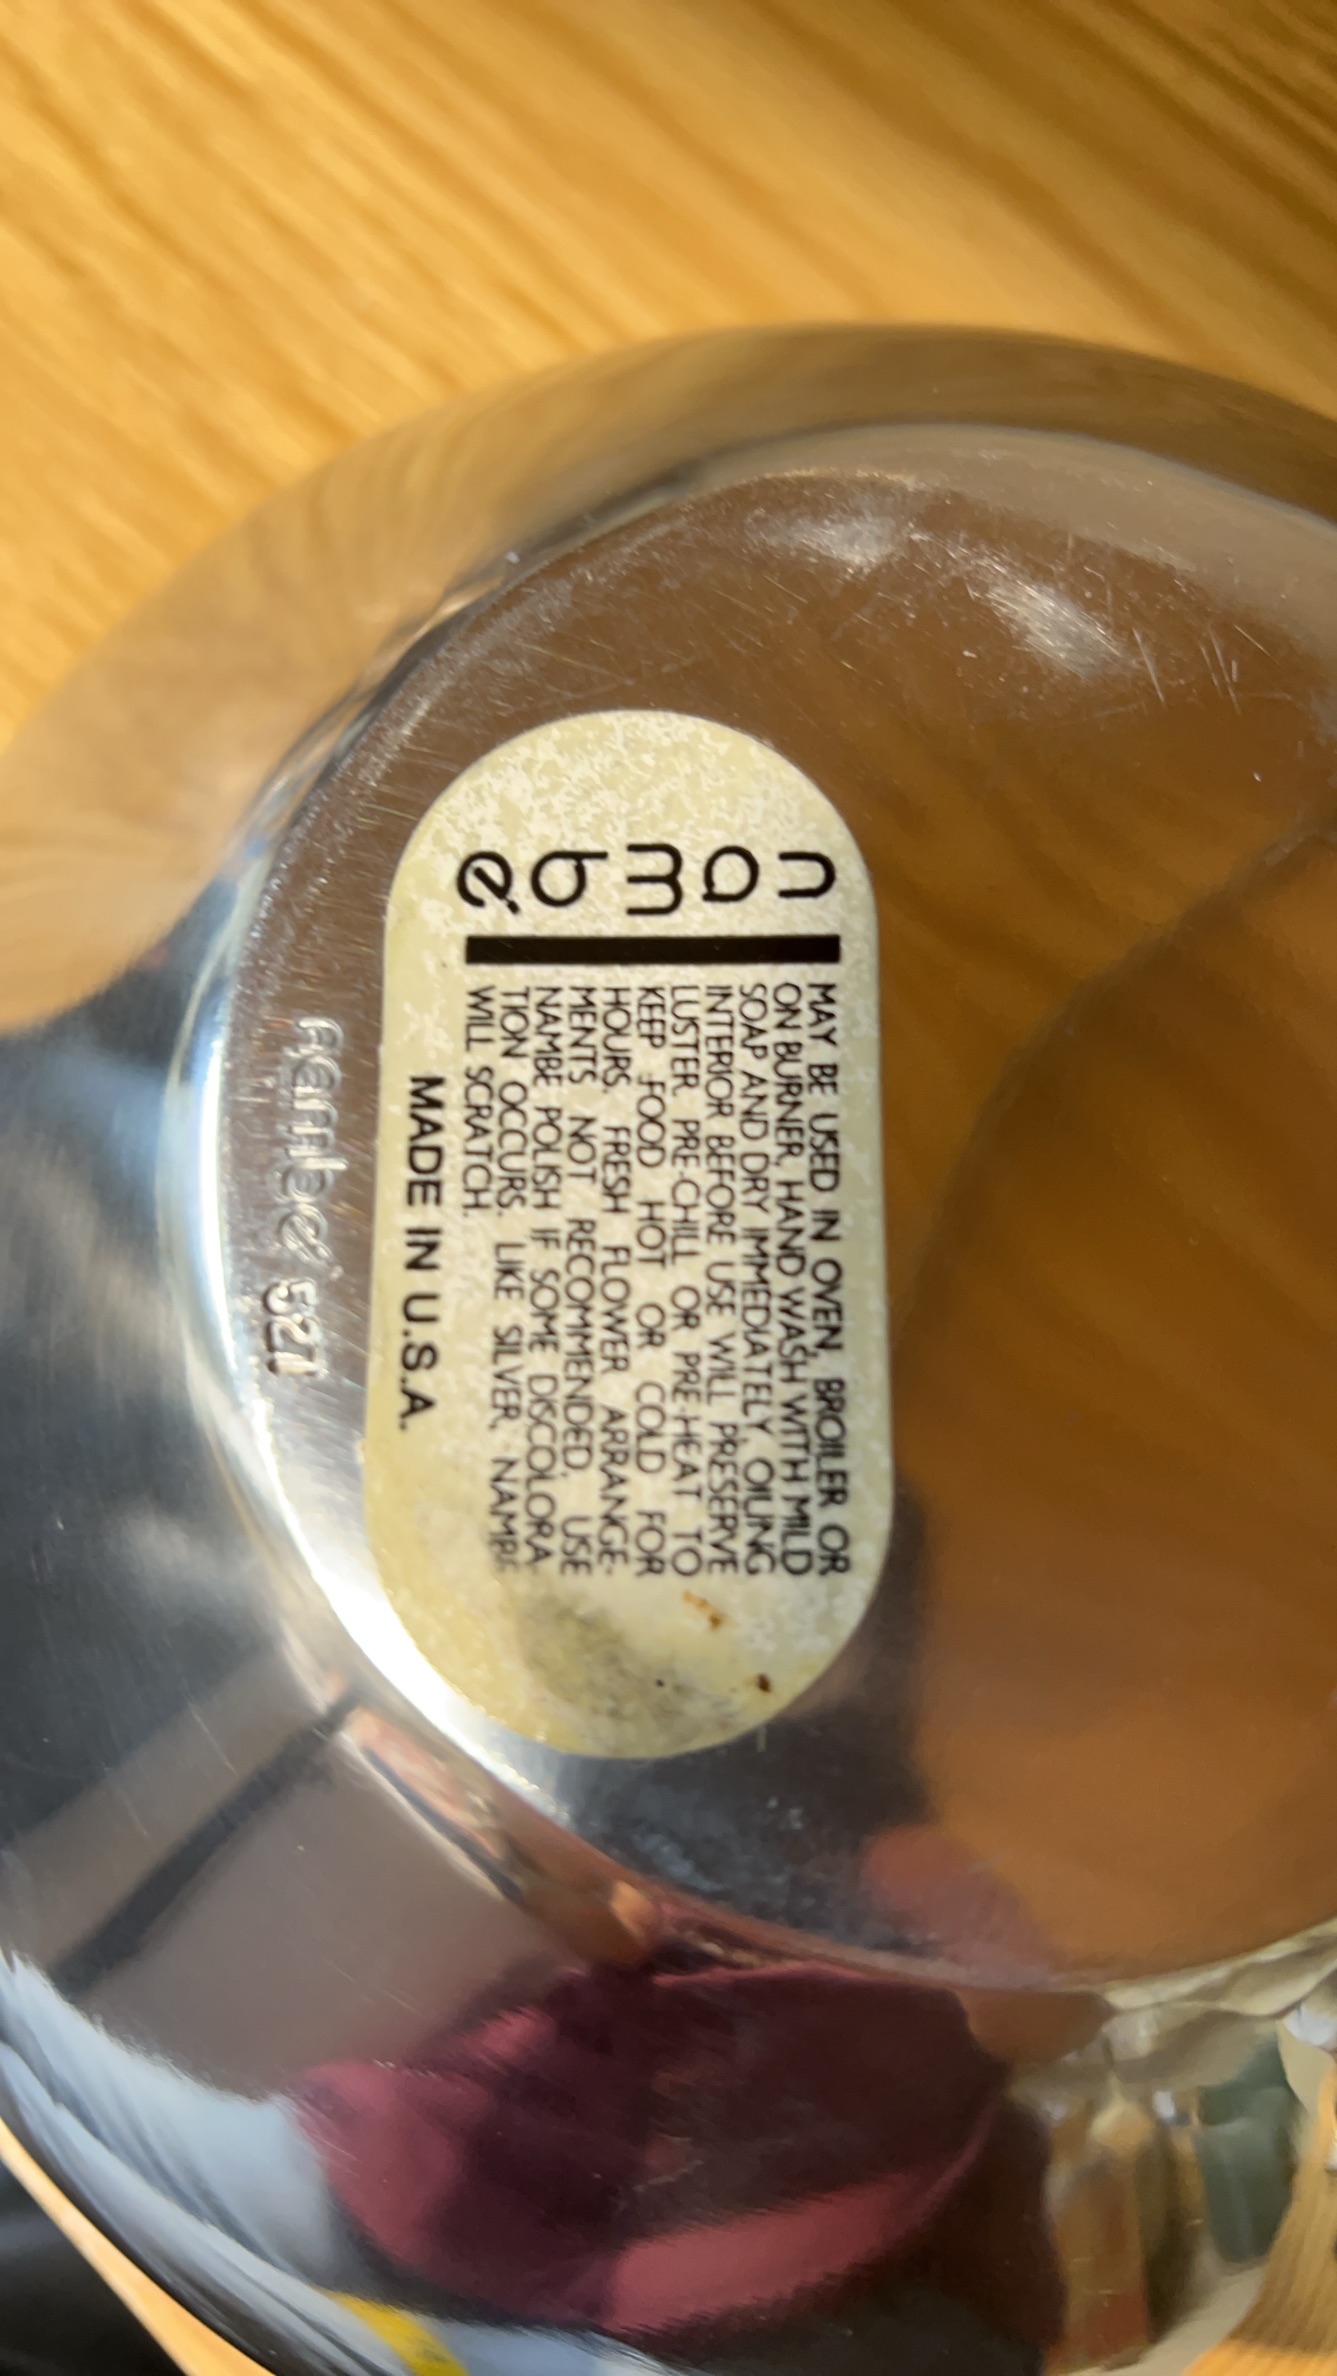 nambé
MAY BE USED IN OVEN, BROILER OR
ON BURNER, HAND WASH WITH MILD
SOAP AND DRY IMMEDIATELY, OILING
INTERIOR BEFORE USE WILL PRESERVE
LUSTER. PRE-CHILL OR PRE-HEAT TO
KEEP FOOD HOT OR COLD FOR
HOURS. FRESH FLOWER ARRANGE-
MENTS NOT RECOMMENDED. USE
NAMBE POLISH IF SOME DISCOLORA-
TION OCCURS. LIKE SILVER, NAMBE
WILL SCRATCH.
MADE IN U.S.A.
nambé 527